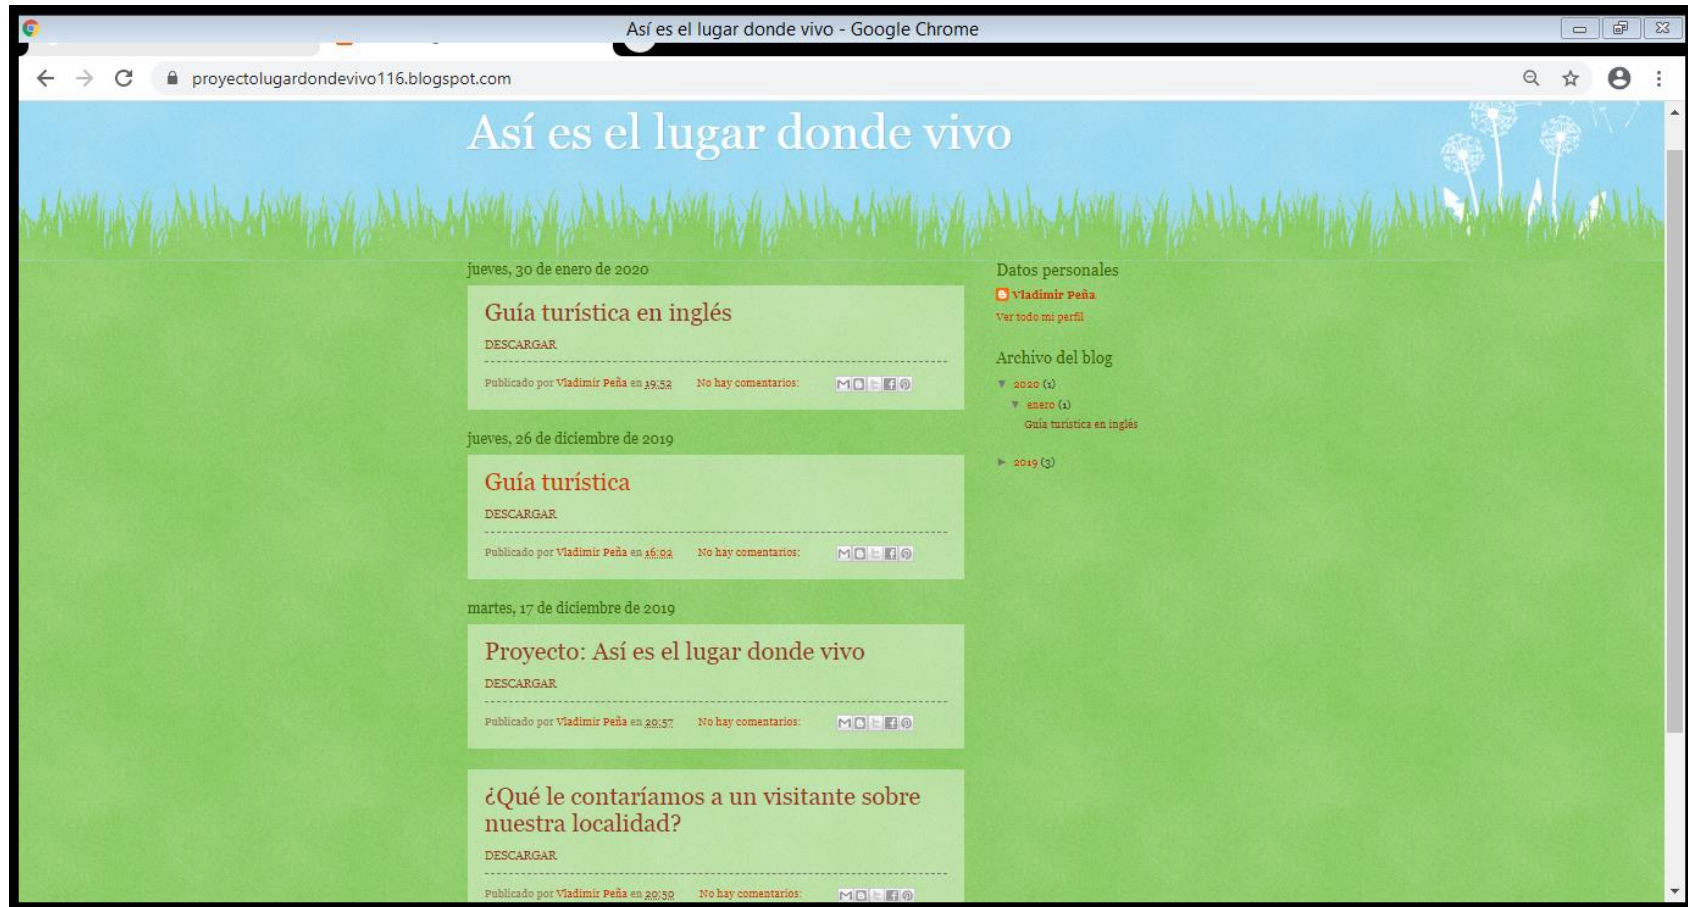 Así es el lugar donde vivo - Google Chrome
proyectolugardondevivo116.blogspot.com
Así es el lugar donde vivo
jueves, 30 de enero de 2020
Guía turística en inglés
DESCARGAR
Publicado por Vladimir Peña en 19:52 No hay comentarios:
jueves, 26 de diciembre de 2019
Guía turística
DESCARGAR
Publicado por Vladimir Peña en 16:02 No hay comentarios:
martes, 17 de diciembre de 2019
Proyecto: Así es el lugar donde vivo
DESCARGAR
Publicado por Vladimir Peña en 20:57 No hay comentarios:
¿Qué le contaríamos a un visitante sobre
nuestra localidad?
DESCARGAR
Publicado por Vladimir Peña en 20:50 No hay comentarios:
Datos personales
Vladimir Peña
Ver todo mi perfil
Archivo del blog
▼ 2020 (1)
▼ enero (1)
Guía turística en inglés
► 2019 (3)